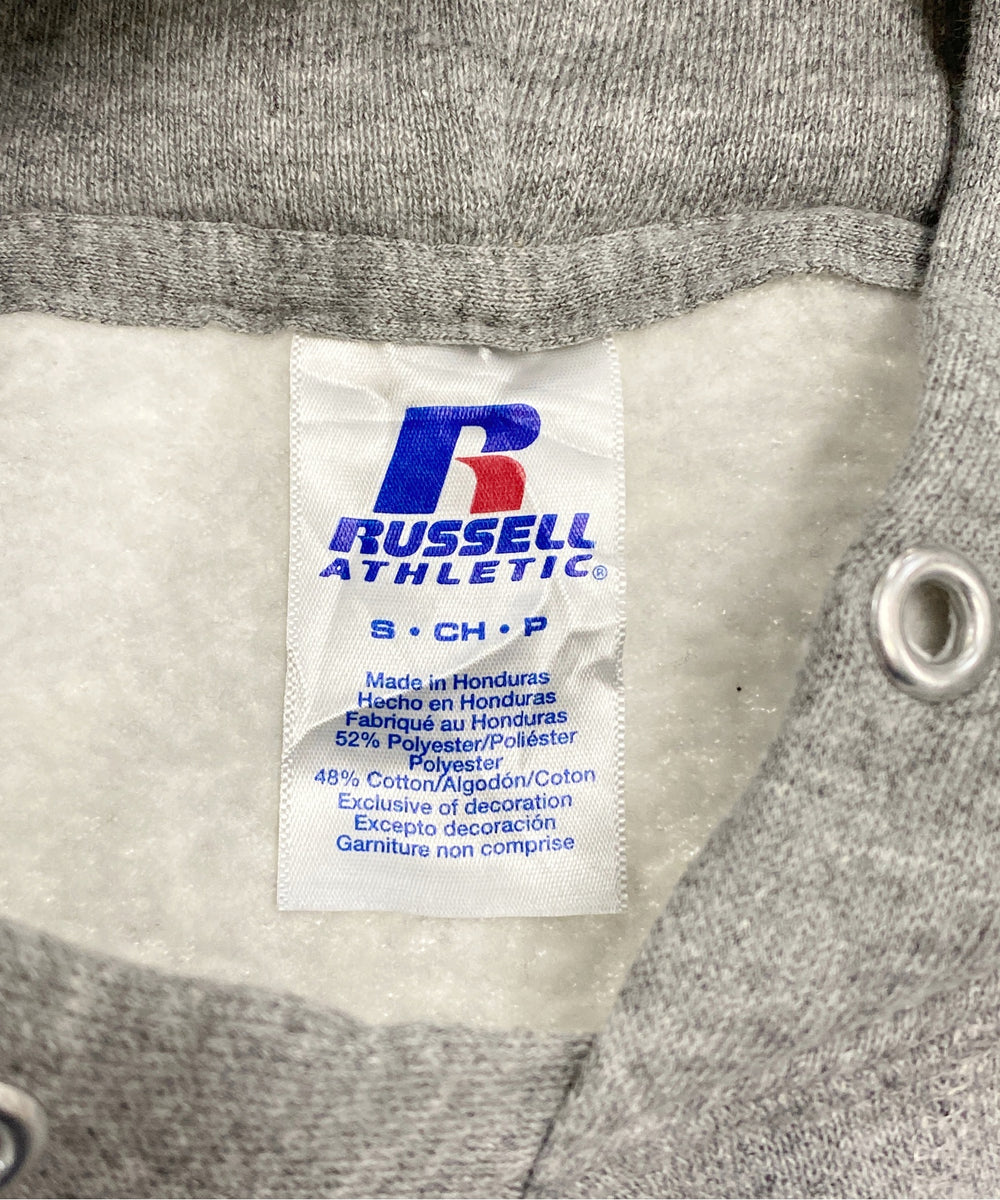 R
RUSSELL
ATHLETIC®
S • CH • P
Made in Honduras
Hecho en Honduras
Fabriqué au Honduras
52% Polyester/Poliéster
Polyester
48% Cotton/Algodón/Coton
Exclusive of decoration
Excepto decoración
Garniture non comprise